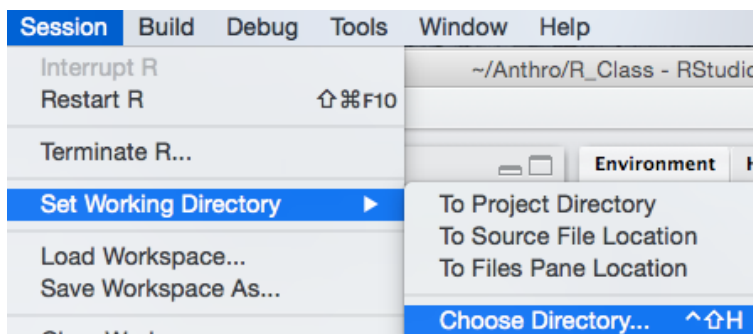 Session Build Debug Tools Window Help
Interrupt R
Restart R ⇧⌘F10
Terminate R...
Set Working Directory ▶
Load Workspace...
Save Workspace As...
~/Anthro/R_Class - RStudio
Environment
To Project Directory
To Source File Location
To Files Pane Location
Choose Directory... ^⇧H